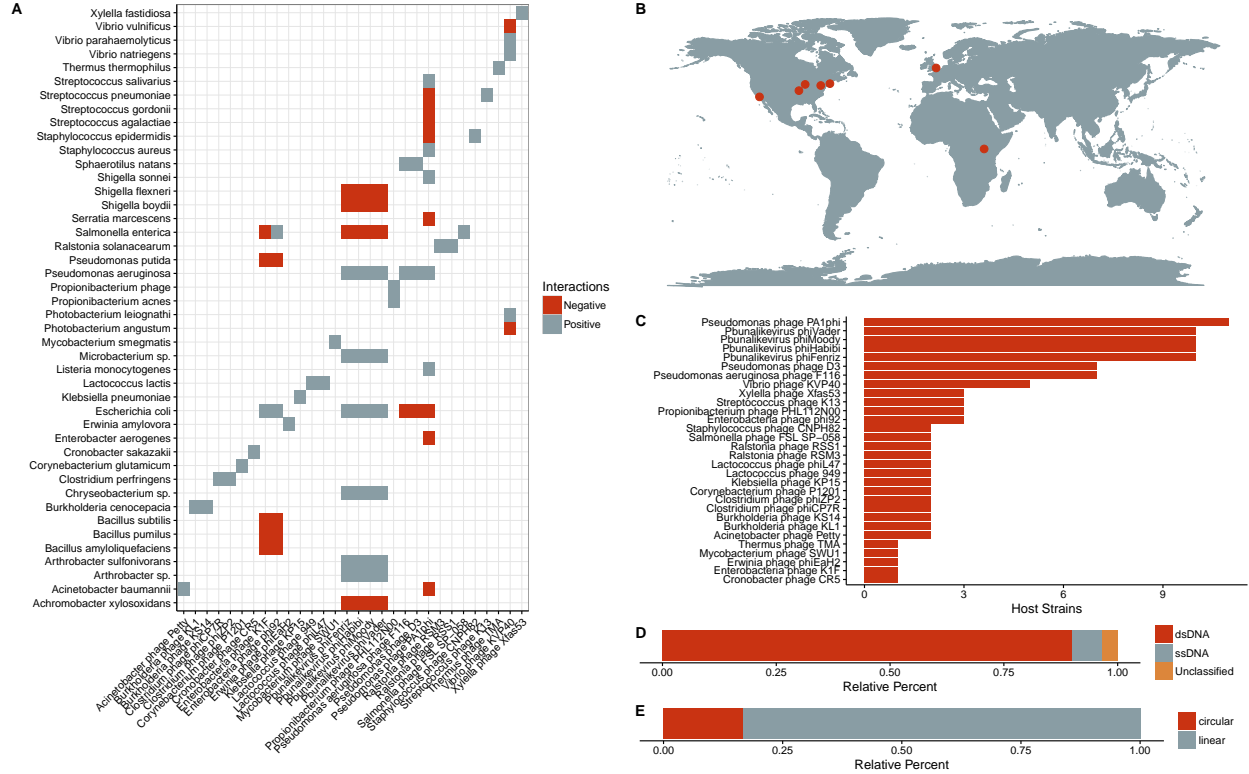 A
Xylella fastidiosa
Vibrio vulnificus
Vibrio parahaemolyticus
Vibrio natriegens
Thermus thermophilus
Streptococcus salivarius
Streptococcus pneumoniae
Streptococcus gordonii
Streptococcus agalactiae
Staphylococcus epidermidis
Staphylococcus aureus
Sphaerotilus natans
Shigella sonnei
Shigella flexneri
Shigella boydii
Serratia marcescens
Salmonella enterica
Ralstonia solanacearum
Pseudomonas putida
Pseudomonas aeruginosa
Propionibacterium phage
Propionibacterium acnes
Photobacterium leiognathi
Photobacterium angustum
Mycobacterium smegmatis
Microbacterium sp.
Listeria monocytogenes
Lactococcus lactis
Klebsiella pneumoniae
Escherichia coli
Erwinia amylovora
Enterobacter aerogenes
Cronobacter sakazakii
Corynebacterium glutamicum
Clostridium perfringens
Chryseobacterium sp.
Burkholderia cenocepacia
Bacillus subtilis
Bacillus pumilus
Bacillus amyloliquefaciens
Arthrobacter sulfonivorans
Arthrobacter sp.
Acinetobacter baumannii
Achromobacter xylosoxidans
Acinetobacter phage Petty
Xylella phage Xfas53
Interactions
Negative
Positive
B
C
Pseudomonas phage PA1phi
Pbunalikevirus phiVader
Pbunalikevirus phiMoody
Pbunalikevirus phiHabibi
Pbunalikevirus phiFenriz
Pseudomonas phage D3
Pseudomonas aeruginosa phage F116
Vibrio phage KVP40
Xylella phage Xfas53
Streptococcus phage K13
Propionibacterium phage PHL112N00
Enterobacteria phage phi92
Staphylococcus phage CNPH82
Salmonella phage FSL SP−058
Ralstonia phage RSS1
Ralstonia phage RSM3
Lactococcus phage phiL47
Lactococcus phage 949
Klebsiella phage KP15
Corynebacterium phage P1201
Clostridium phage phiZP2
Clostridium phage phiCP7R
Burkholderia phage KS14
Burkholderia phage KL1
Acinetobacter phage Petty
Thermus phage TMA
Mycobacterium phage SWU1
Erwinia phage phiEaH2
Enterobacteria phage K1F
Cronobacter phage CR5
0 3 6 9
Host Strains
D
dsDNA
ssDNA
Unclassified
0.00 0.25 0.50 0.75 1.00
Relative Percent
E
circular
linear
0.00 0.25 0.50 0.75 1.00
Relative Percent